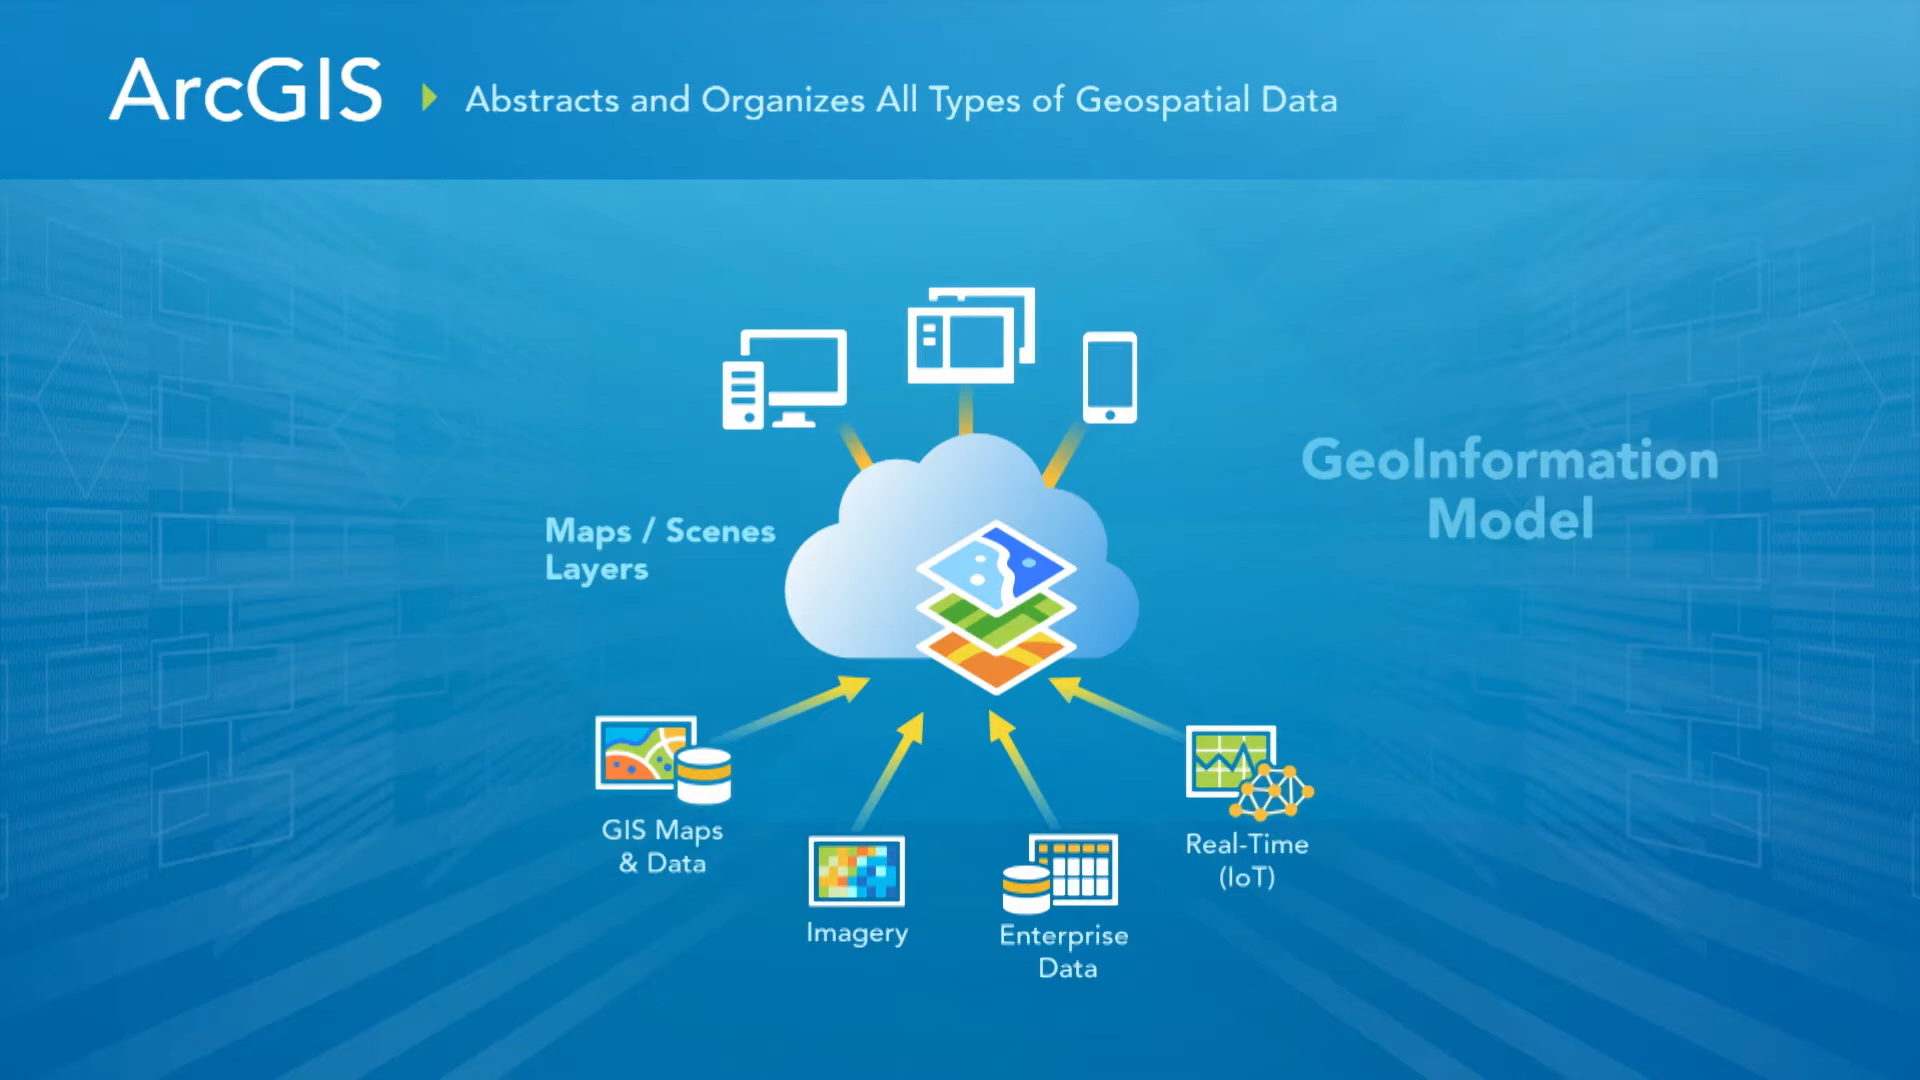 ArcGIS
Abstracts and Organizes All Types of Geospatial Data
GeoInformation
Model
Maps / Scenes
Layers
GIS Maps
& Data
Imagery
Enterprise
Data
Real-Time
(IoT)